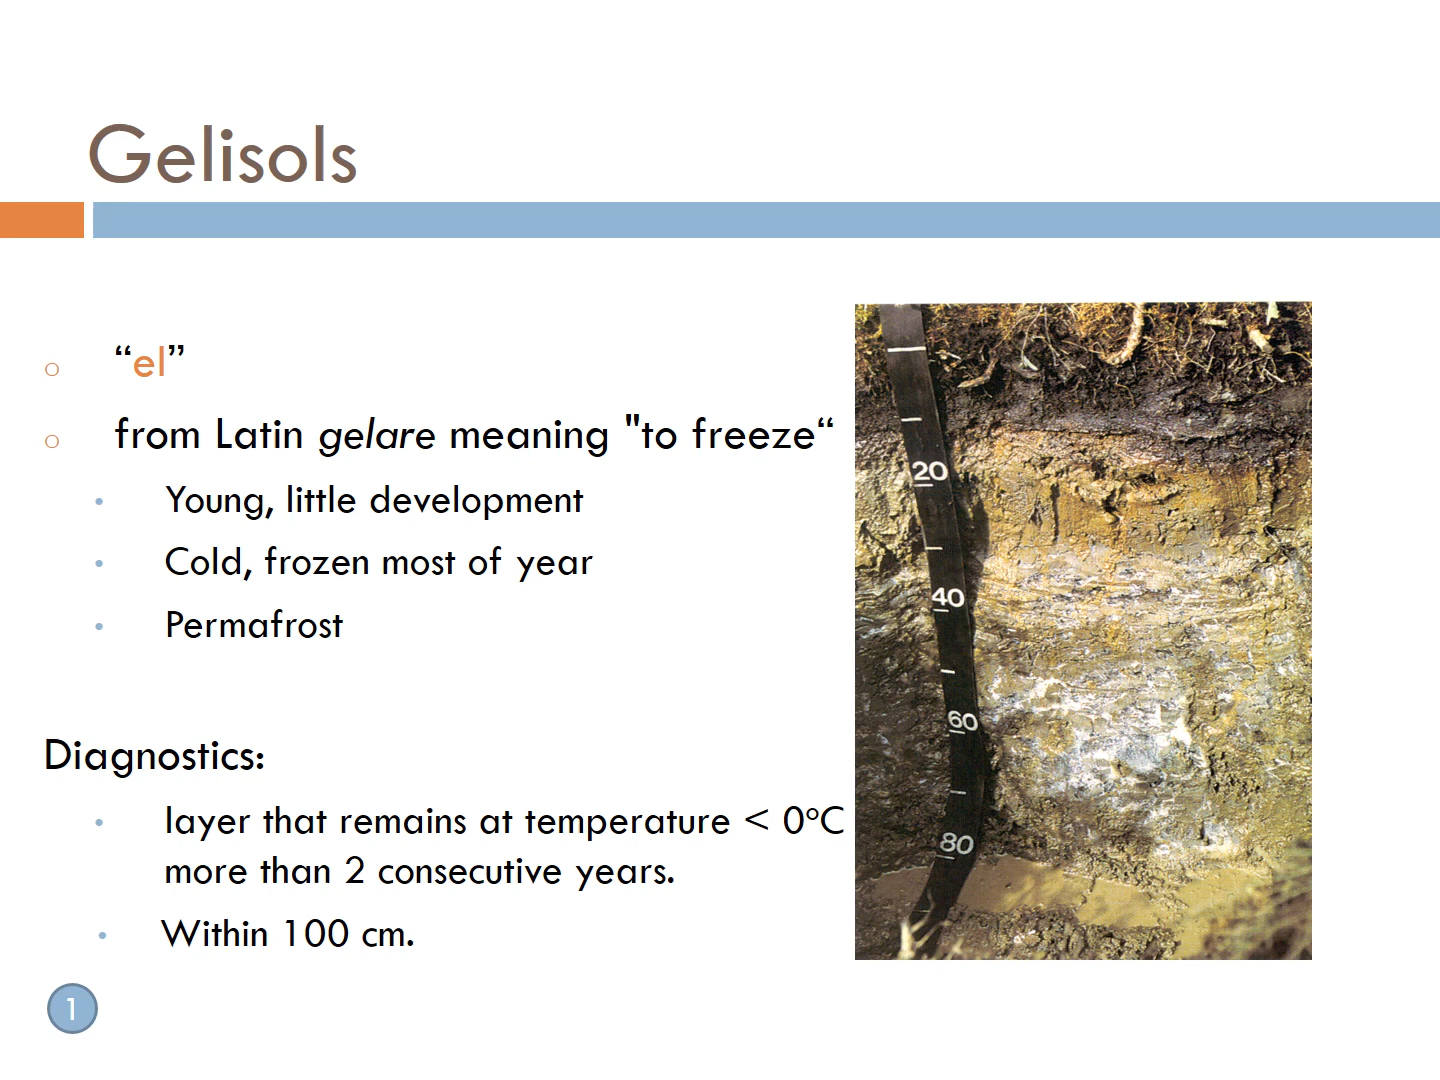 Gelisols
“el”
from Latin gelare meaning "to freeze“
Young, little development
Cold, frozen most of year
Permafrost
Diagnostics:
layer that remains at temperature < 0ºC
more than 2 consecutive years.
Within 100 cm.
20
40
60
80
1